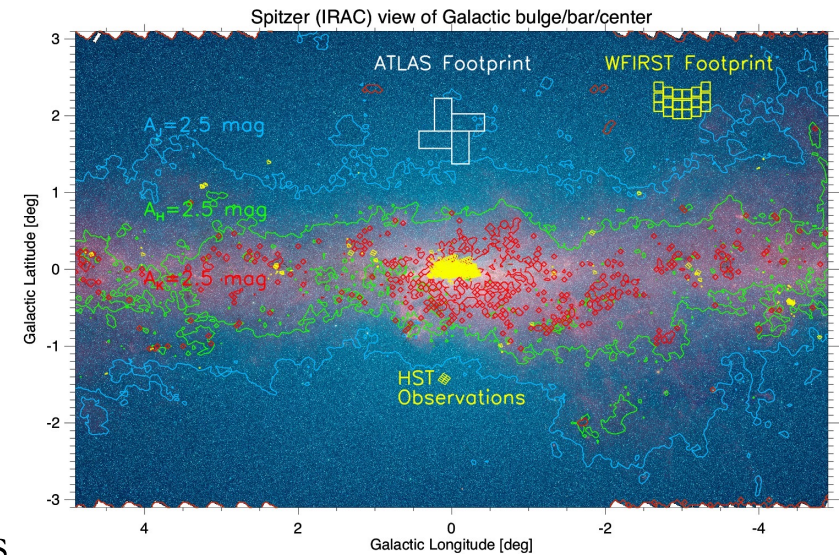 Spitzer (IRAC) view of Galactic bulge/bar/center
3
ATLAS Footprint
WFIRST Footprint
2
AJ=2.5 mag
1
AH=2.5 mag
Galactic Latitude [deg]
0
AK=2.5 mag
-1
HST
Observations
-2
-3
4
2
0
-2
-4
Galactic Longitude [deg]
s